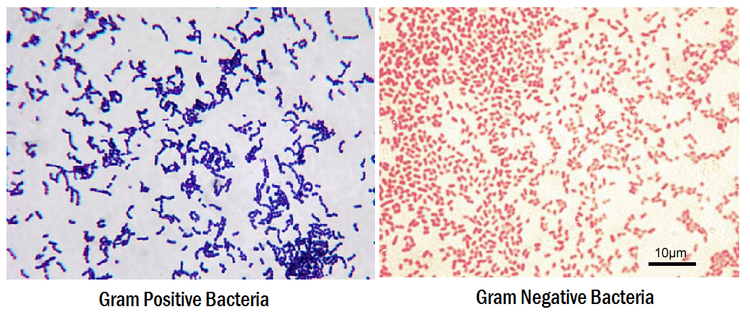 10µm
Gram Positive Bacteria
Gram Negative Bacteria